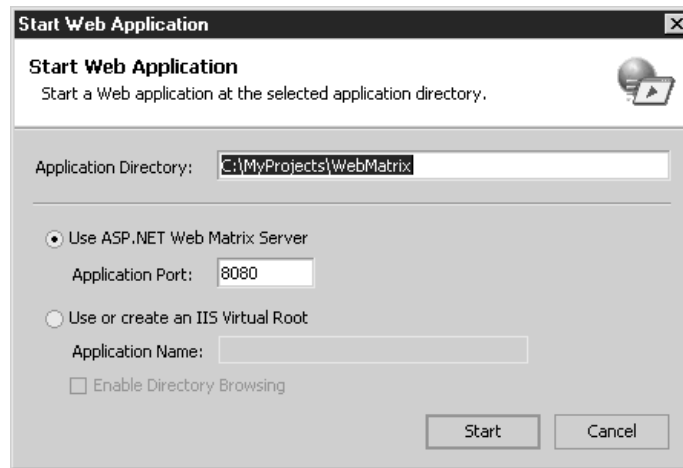 Start Web Application
Start Web Application
Start a Web application at the selected application directory.
Application Directory: C:\MyProjects\WebMatrix
Use ASP.NET Web Matrix Server
Application Port: 8080
Use or create an IIS Virtual Root
Application Name:
Enable Directory Browsing
Start Cancel